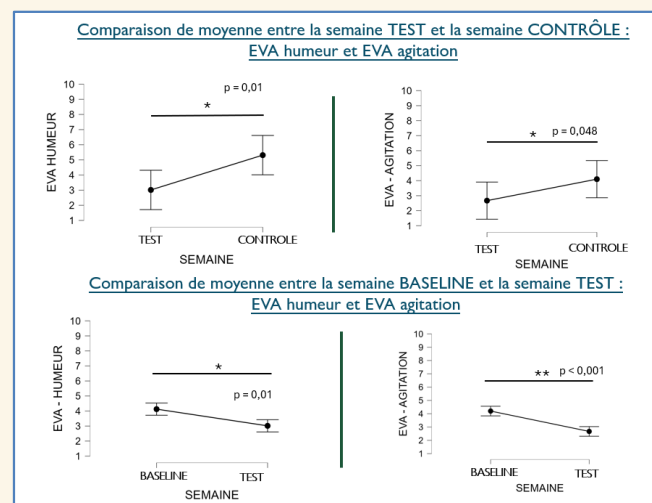 Comparaison de moyenne entre la semaine TEST et la semaine CONTRÔLE :
EVA humeur et EVA agitation
EVA HUMEUR
10
9
8
7
6
5
4
3
2
1
p = 0,01
*
TEST
CONTROLE
SEMAINE
EVA - AGITATION
10
9
8
7
6
5
4
3
2
1
* p = 0,048
TEST
CONTROLE
SEMAINE
Comparaison de moyenne entre la semaine BASELINE et la semaine TEST :
EVA humeur et EVA agitation
EVA - HUMEUR
10
9
8
7
6
5
4
3
2
1
*
p = 0,01
BASELINE
TEST
SEMAINE
EVA - AGITATION
10
9
8
7
6
5
4
3
2
1
** p < 0,001
BASELINE
TEST
SEMAINE